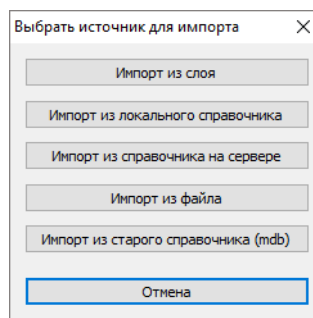 Выбрать источник для импорта
Импорт из слоя
Импорт из локального справочника
Импорт из справочника на сервере
Импорт из файла
Импорт из старого справочника (mdb)
Отмена